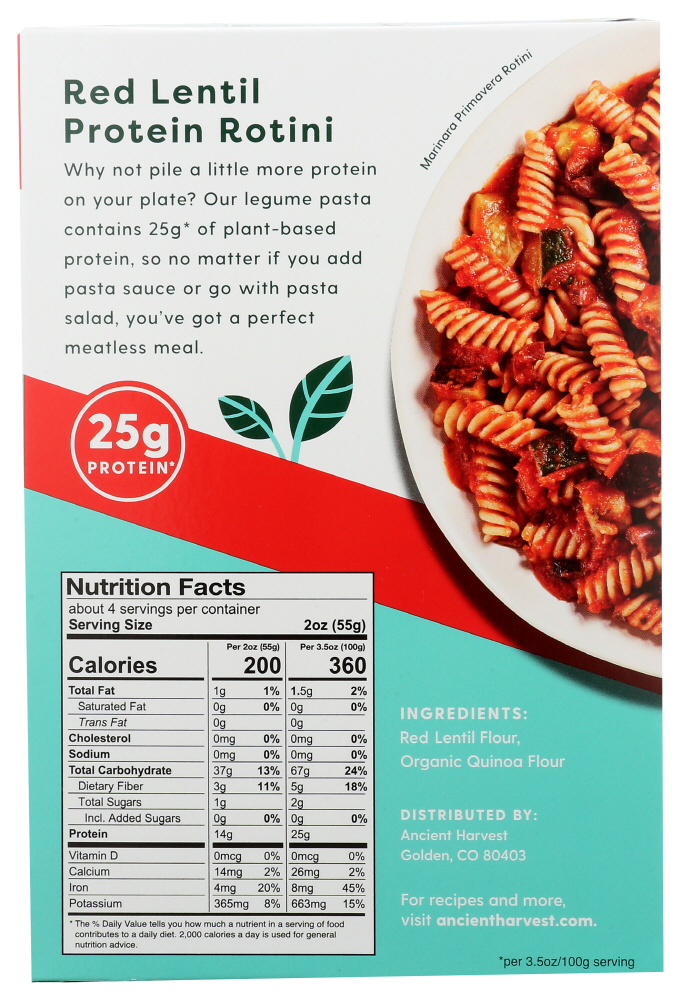 Red Lentil
Protein Rotini
Marinara Primavera Rotini
Why not pile a little more protein
on your plate? Our legume pasta
contains 25g* of plant-based
protein, so no matter if you add
pasta sauce or go with pasta
salad, you've got a perfect
meatless meal.
25g
PROTEIN*
Nutrition Facts
about 4 servings per container
Serving Size 2oz (55g)
Per 2oz (55g) Per 3.5oz (100g)
Calories 200 360
Total Fat 1g 1% 1.5g 2%
Saturated Fat 0g 0% 0g 0%
Trans Fat 0g 0g
Cholesterol 0mg 0% 0mg 0%
Sodium 0mg 0% 0mg 0%
Total Carbohydrate 37g 13% 67g 24%
Dietary Fiber 3g 11% 5g 18%
Total Sugars 1g 2g
Incl. Added Sugars 0g 0% 0g 0%
Protein 14g 25g
Vitamin D 0mcg 0% 0mcg 0%
Calcium 14mg 2% 26mg 2%
Iron 4mg 20% 8mg 45%
Potassium 365mg 8% 663mg 15%
* The % Daily Value tells you how much a nutrient in a serving of food
contributes to a daily diet. 2,000 calories a day is used for general
nutrition advice.
INGREDIENTS:
Red Lentil Flour,
Organic Quinoa Flour
DISTRIBUTED BY:
Ancient Harvest
Golden, CO 80403
For recipes and more,
visit ancientharvest.com.
*per 3.5oz/100g serving